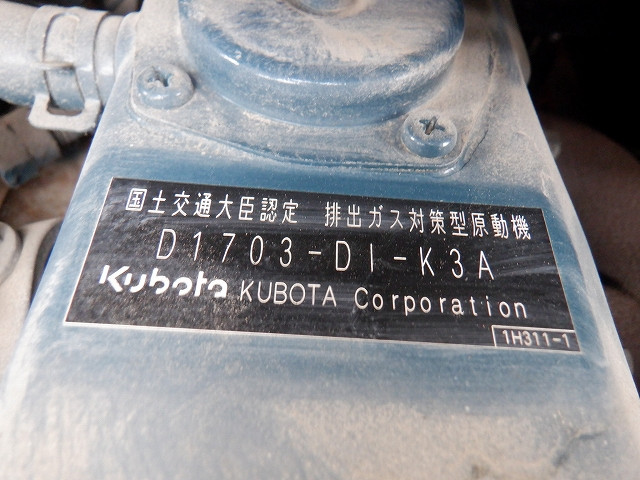 国土交通大臣認定 排出ガス対策型原動機
D1703-DI-K3A
Kubota KUBOTA Corporation
1H311-1